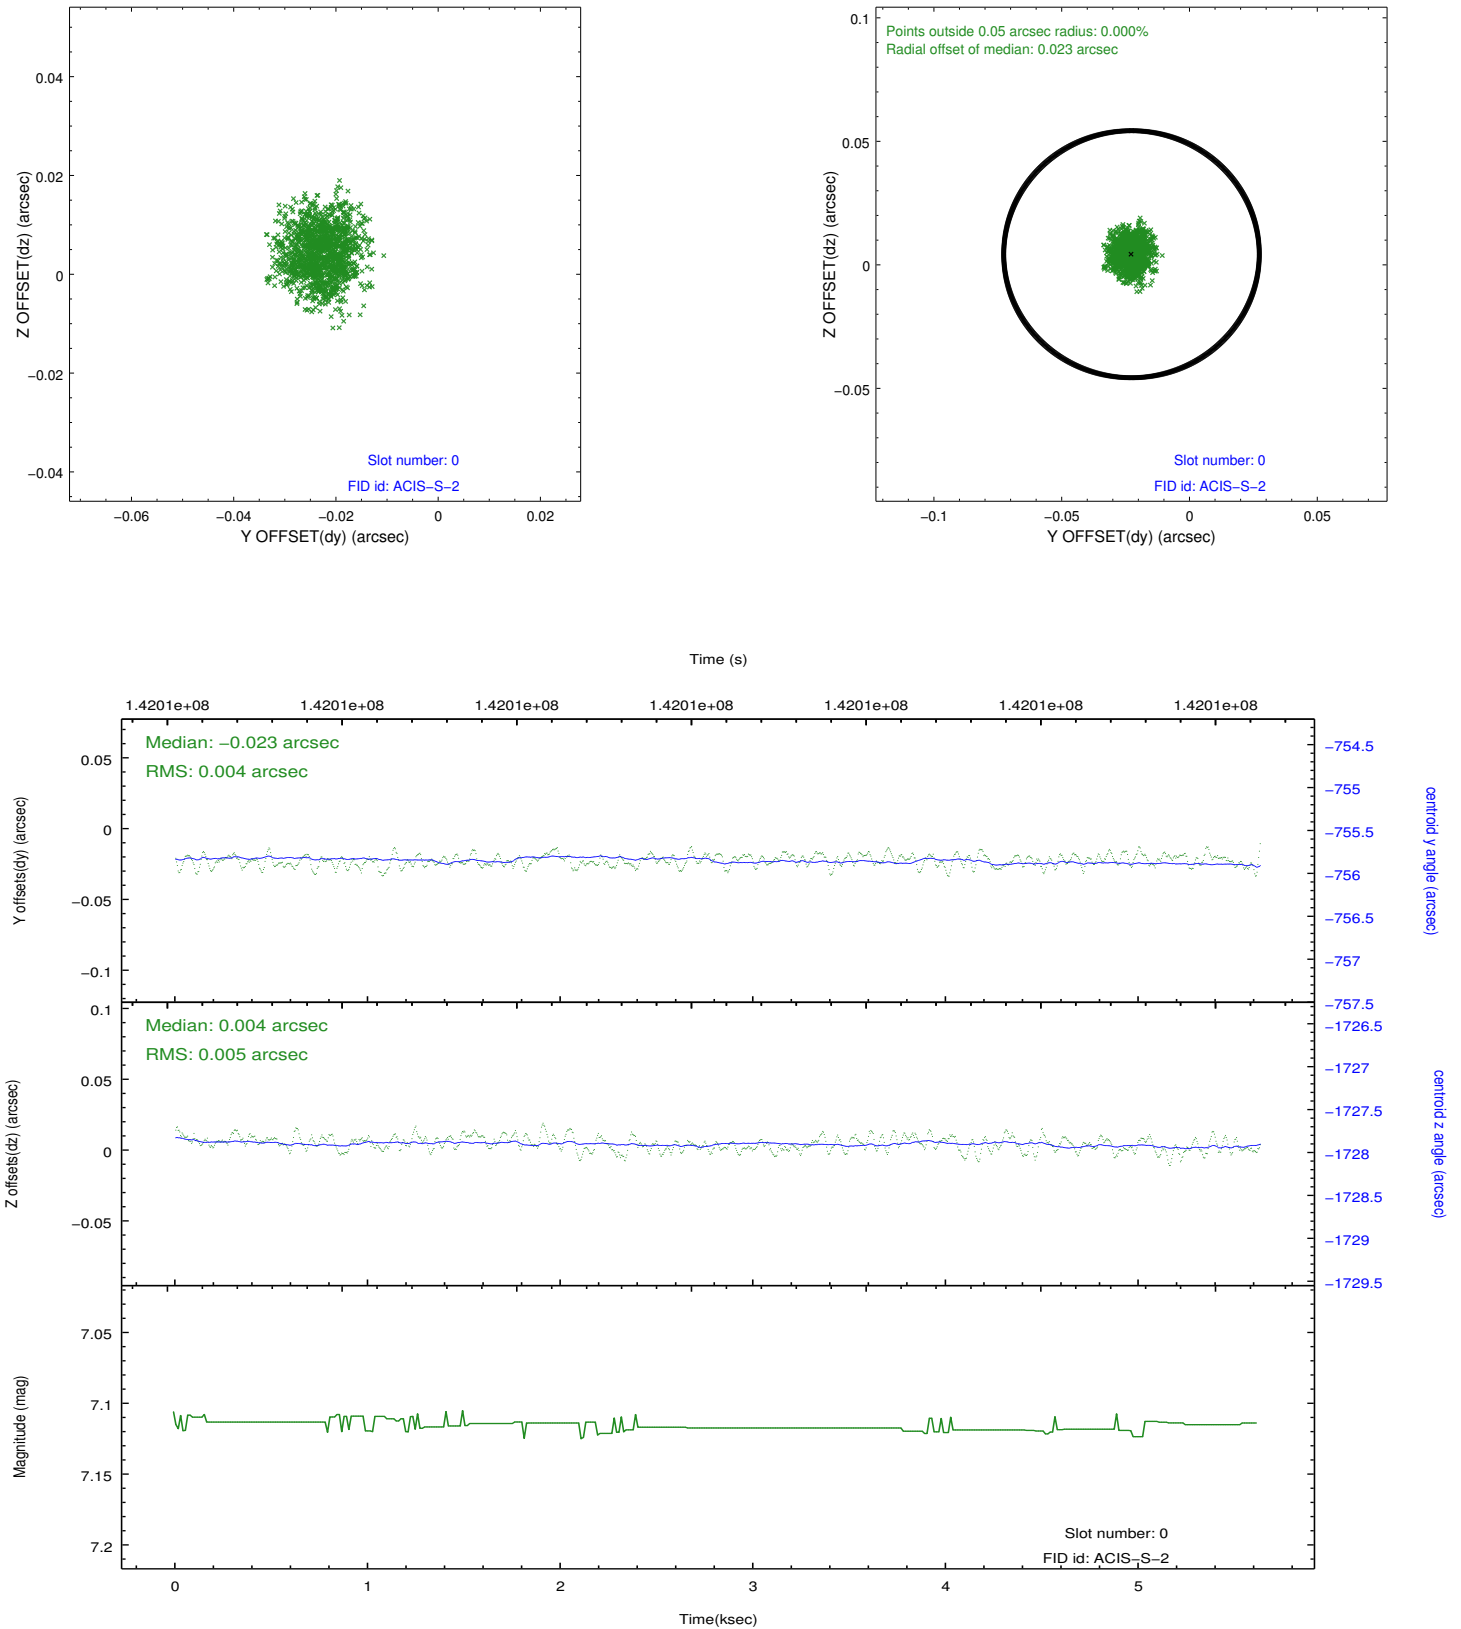 0.04
0.02
0
−0.02
−0.04
Z OFFSET(dz) (arcsec)
Slot number: 0
FID id: ACIS−S−2
−0.06
−0.04
−0.02
0
0.02
Y OFFSET(dy) (arcsec)
Points outside 0.05 arcsec radius: 0.000%
Radial offset of median: 0.023 arcsec
0.1
0.05
0
−0.05
Z OFFSET(dz) (arcsec)
Slot number: 0
FID id: ACIS−S−2
−0.1
−0.05
0
0.05
Y OFFSET(dy) (arcsec)
Time (s)
1.4201e+08 1.4201e+08 1.4201e+08 1.4201e+08 1.4201e+08 1.4201e+08 1.4201e+08
Median: −0.023 arcsec
RMS: 0.004 arcsec
0.05
0
−0.05
−0.1
Y offsets(dy) (arcsec)
−754.5
−755
−755.5
−756
−756.5
−757
−757.5
centroid y angle (arcsec)
Median: 0.004 arcsec
RMS: 0.005 arcsec
0.1
0.05
0
−0.05
Z offsets(dz) (arcsec)
−1726.5
−1727
−1727.5
−1728
−1728.5
−1729
−1729.5
centroid z angle (arcsec)
7.05
7.1
7.15
7.2
Magnitude (mag)
Slot number: 0
FID id: ACIS−S−2
0 1 2 3 4 5
Time(ksec)